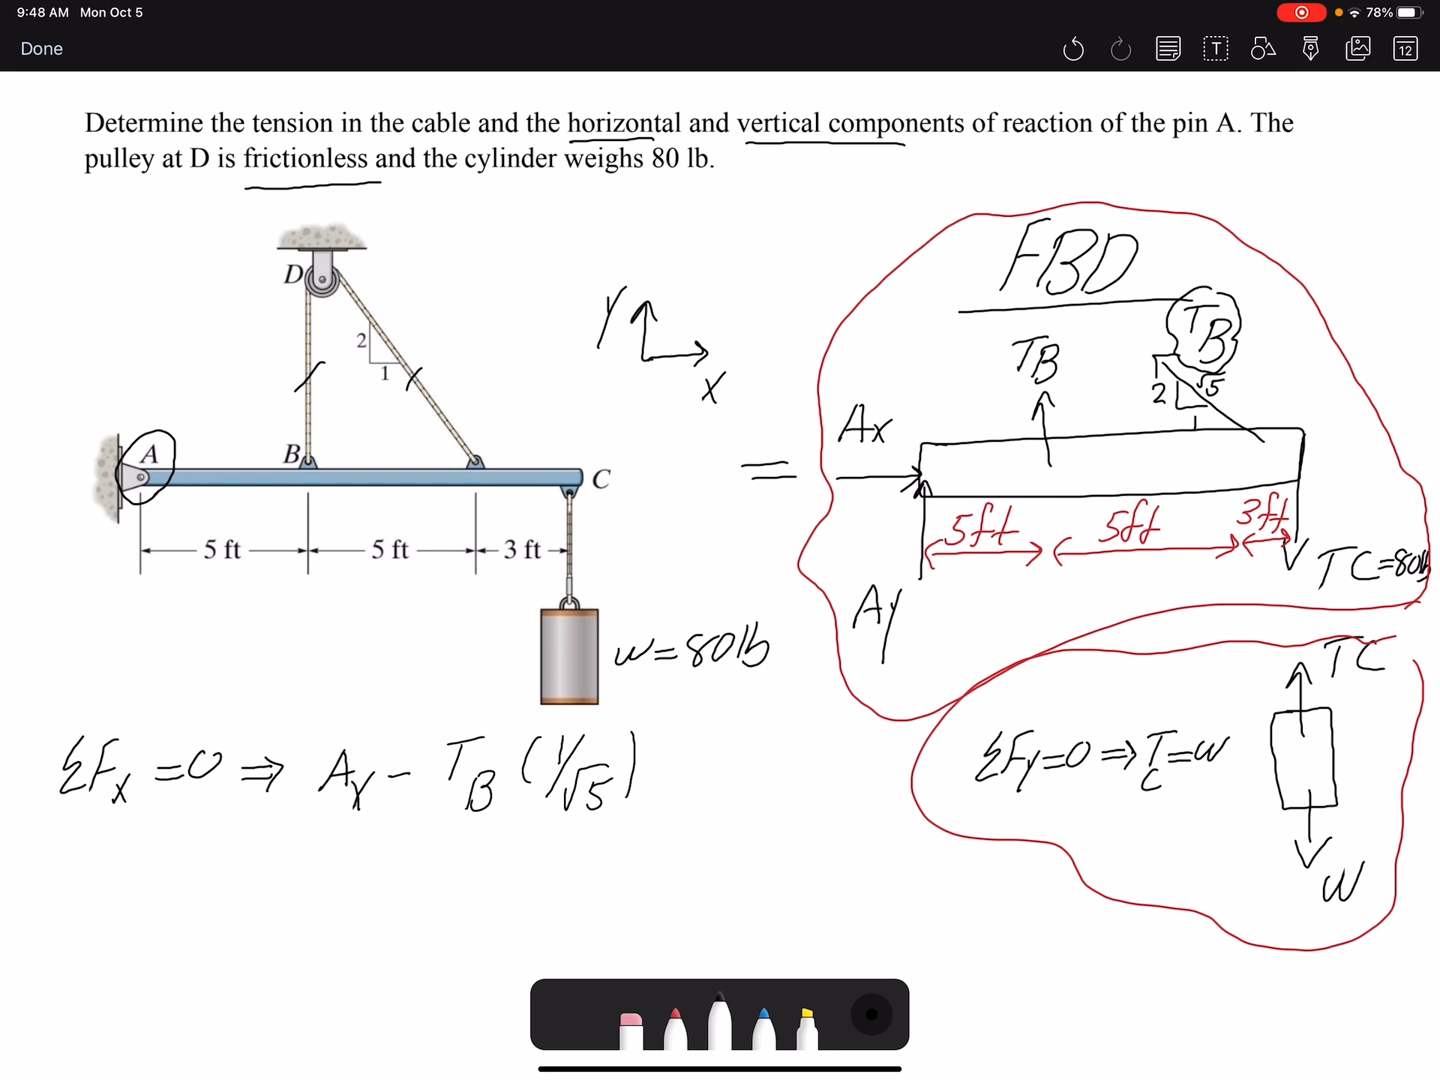 9:48 AM Mon Oct 5
78%
Done
T
12
Determine the tension in the cable and the horizontal and vertical components of reaction of the pin A. The
pulley at D is frictionless and the cylinder weighs 80 lb.
FBD
D
2
1
Y
X
TB
TB
2
√5
1
Ax
A
B
C
=
5 ft
5 ft
3 ft
5ft
5ft
3ft
TC=80lb
Ay
w=80lb
TC
ΣFx=0⇒ Ax- TB (1/√5)
ΣFy=0⇒TC=w
W